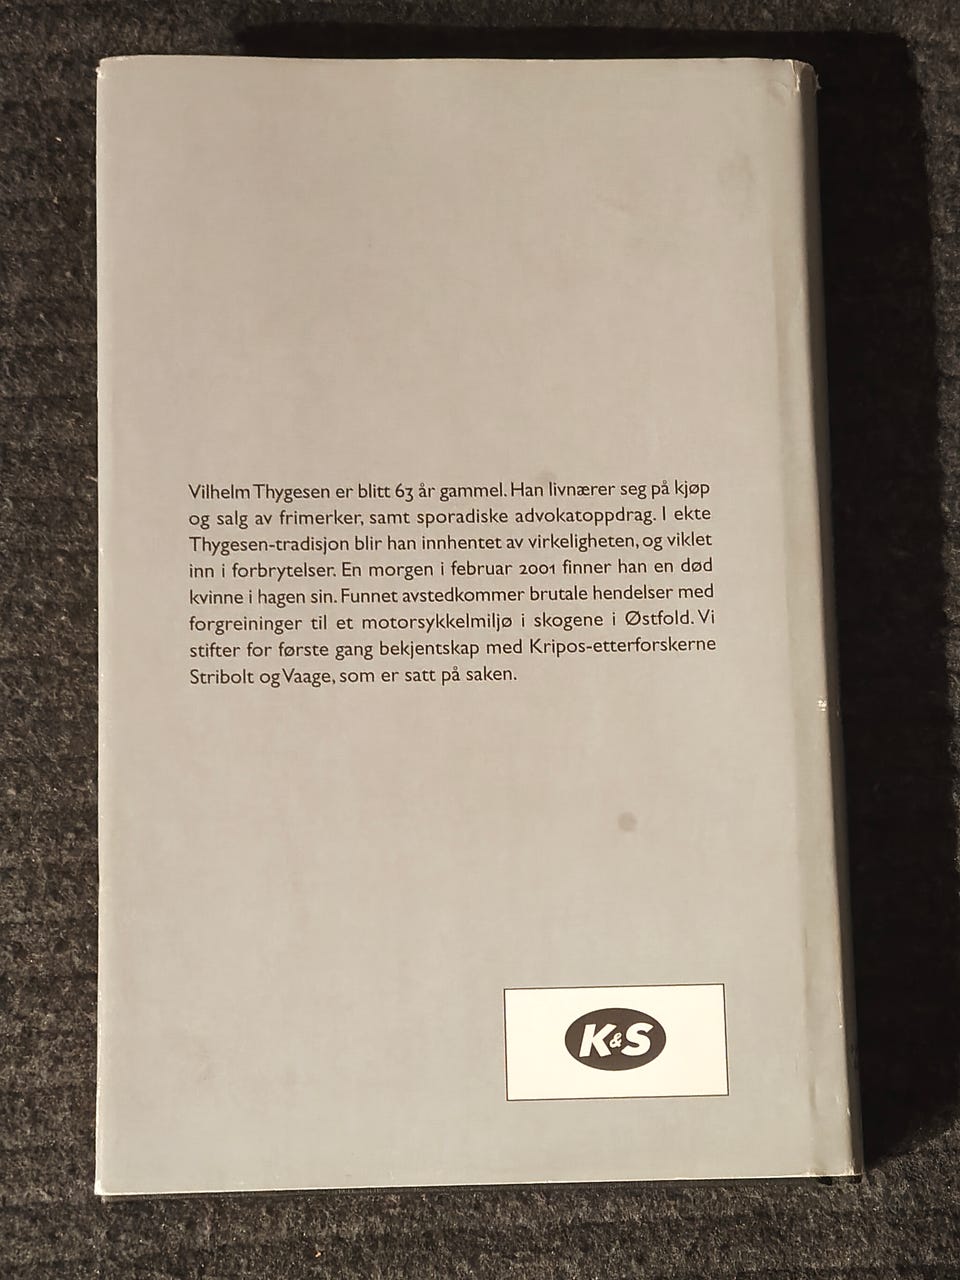 Vilhelm Thygesen er blitt 63 år gammel. Han livnærer seg på kjøp
og salg av frimerker, samt sporadiske advokatoppdrag. I ekte
Thygesen-tradisjon blir han innhentet av virkeligheten, og viklet
inn i forbrytelser. En morgen i februar 2001 finner han en død
kvinne i hagen sin. Funnet avstedkommer brutale hendelser med
forgreininger til et motorsykkelmiljø i skogene i Østfold. Vi
stifter for første gang bekjentskap med Kripos-etterforskerne
Stribolt og Vaage, som er satt på saken.
K&S